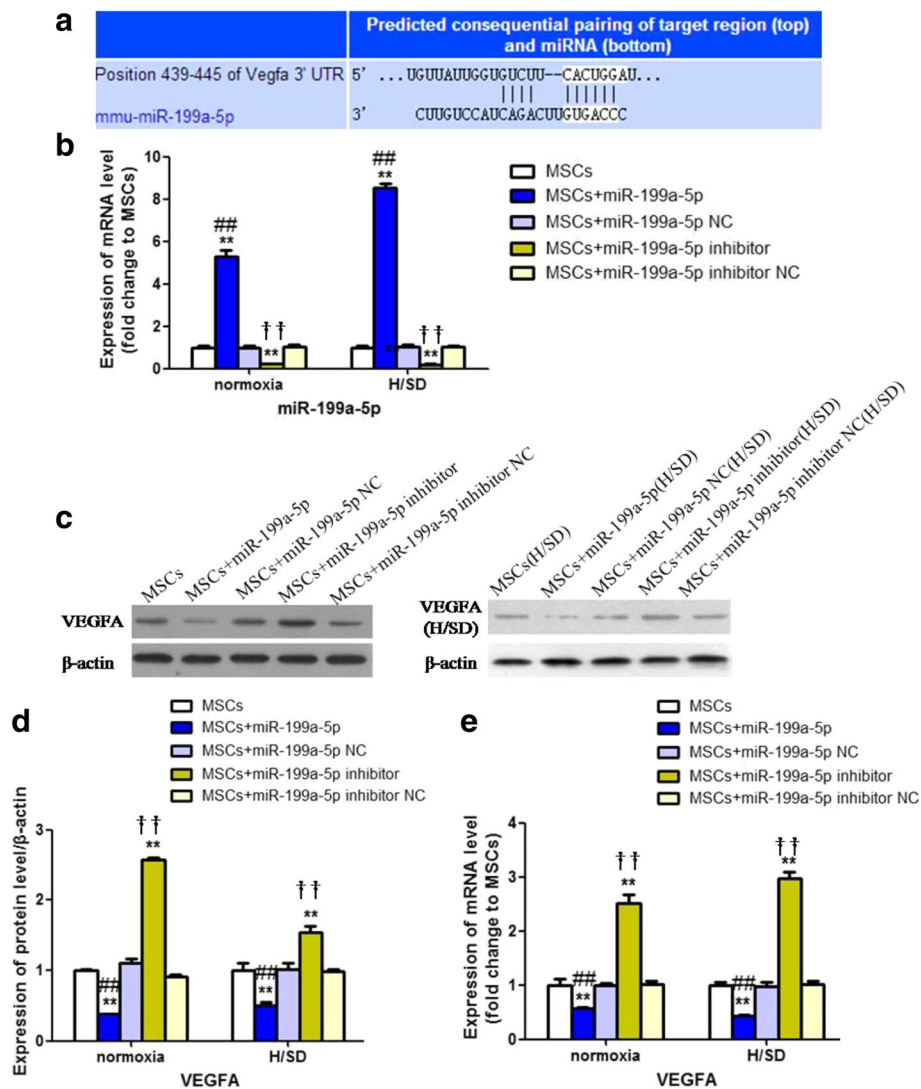 a
Predicted consequential pairing of target region (top)
and miRNA (bottom)
Position 439-445 of Vegfa 3' UTR 5' ...UGUUAUUGGUGUCUU--CACUGGAU...
mmu-miR-199a-5p 3' CUUGUCCAUCAGACUUGUGACCC
b
Expression of mRNA level
(fold change to MSCs)
10
8
6
4
2
0
## ** †† ** ## ** †† **
normoxia H/SD
miR-199a-5p
MSCs
MSCs+miR-199a-5p
MSCs+miR-199a-5p NC
MSCs+miR-199a-5p inhibitor
MSCs+miR-199a-5p inhibitor NC
c
MSCs
MSCs+miR-199a-5p
MSCs+miR-199a-5p NC
MSCs+miR-199a-5p inhibitor
MSCs+miR-199a-5p inhibitor NC
VEGFA
β-actin
MSCs(H/SD)
MSCs+miR-199a-5p(H/SD)
MSCs+miR-199a-5p NC(H/SD)
MSCs+miR-199a-5p inhibitor(H/SD)
MSCs+miR-199a-5p inhibitor NC(H/SD)
VEGFA
(H/SD)
β-actin
d
MSCs
MSCs+miR-199a-5p
MSCs+miR-199a-5p NC
MSCs+miR-199a-5p inhibitor
MSCs+miR-199a-5p inhibitor NC
Expression of protein level/β-actin
3
2
1
0
## ** †† ** ## ** †† **
normoxia H/SD
VEGFA
e
MSCs
MSCs+miR-199a-5p
MSCs+miR-199a-5p NC
MSCs+miR-199a-5p inhibitor
MSCs+miR-199a-5p inhibitor NC
Expression of mRNA level
(fold change to MSCs)
4
3
2
1
0
## ** †† ** ## ** †† **
normoxia H/SD
VEGFA